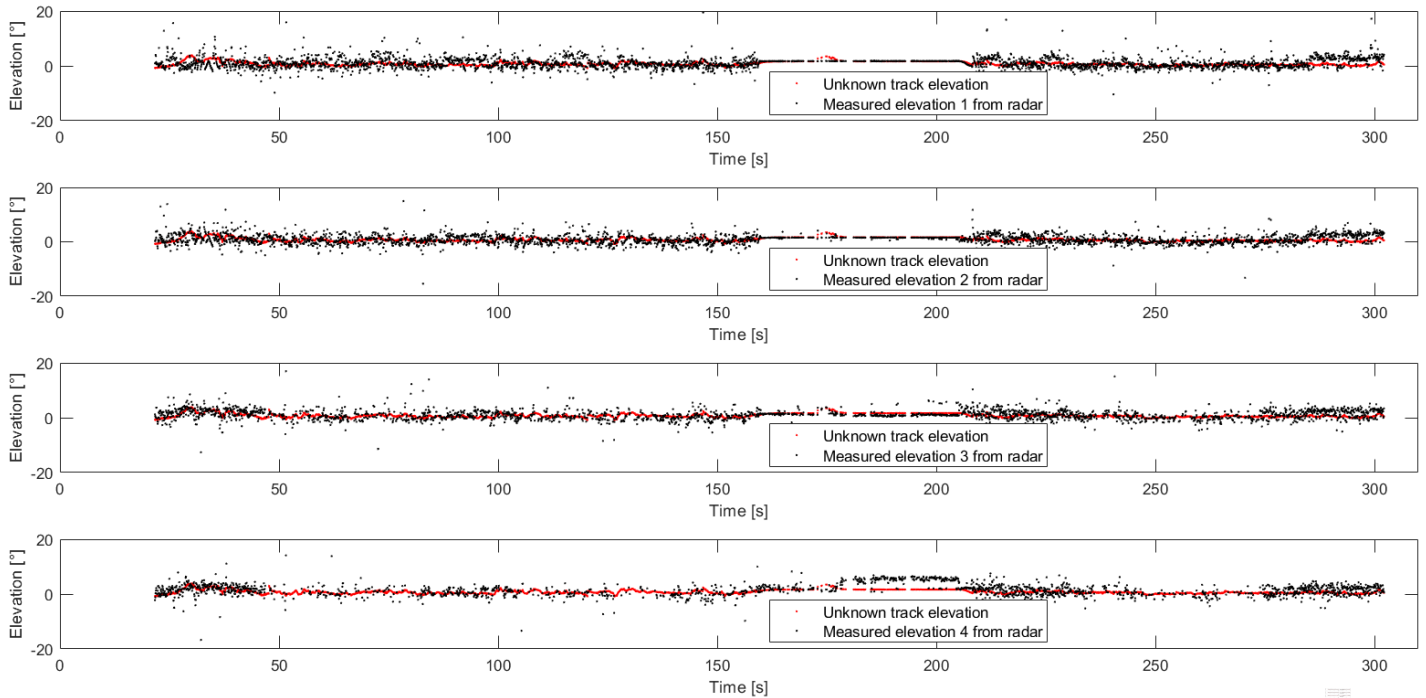 20
0
-20
Elevation [°]
0 50 100 150 200 250 300
Time [s]
Unknown track elevation
Measured elevation 1 from radar
20
0
-20
Elevation [°]
0 50 100 150 200 250 300
Time [s]
Unknown track elevation
Measured elevation 2 from radar
20
0
-20
Elevation [°]
0 50 100 150 200 250 300
Time [s]
Unknown track elevation
Measured elevation 3 from radar
20
0
-20
Elevation [°]
0 50 100 150 200 250 300
Time [s]
Unknown track elevation
Measured elevation 4 from radar